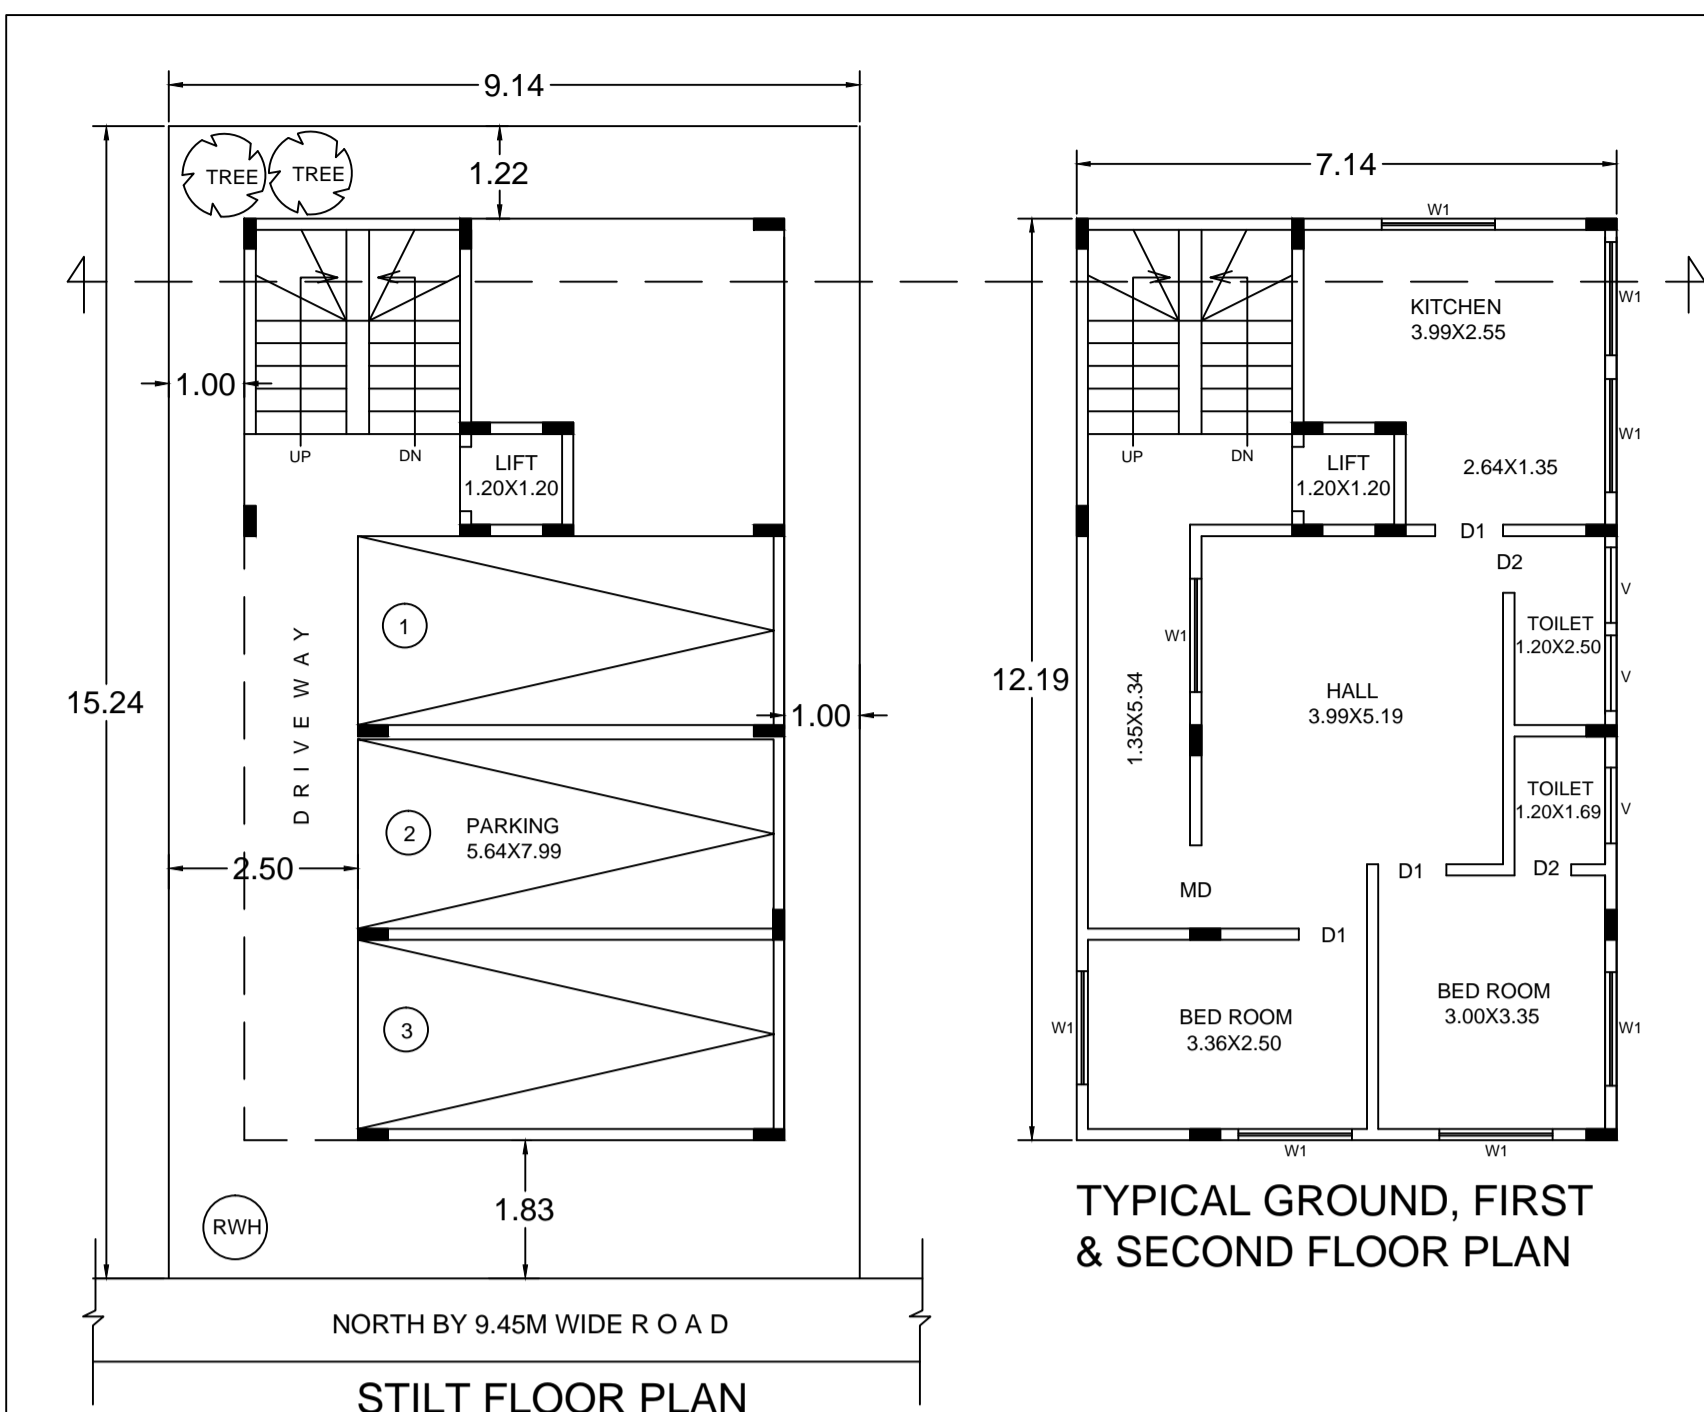 9.14
TREE
TREE
1.22
1.00
UP
DN
LIFT
1.20X1.20
1
15.24
DRIVE WAY
1.00
2
PARKING
5.64X7.99
2.50
3
1.83
RWH
NORTH BY 9.45M WIDE R O A D
STILT FLOOR PLAN
7.14
W1
KITCHEN
3.99X2.55
W1
W1
UP
DN
LIFT
1.20X1.20
2.64X1.35
D1
D2
V
TOILET
1.20X2.50
W1
12.19
1.35X5.34
HALL
3.99X5.19
V
TOILET
1.20X1.69
V
D1
D2
MD
D1
BED ROOM
3.00X3.35
BED ROOM
3.36X2.50
W1
W1
W1
W1
TYPICAL GROUND, FIRST
& SECOND FLOOR PLAN